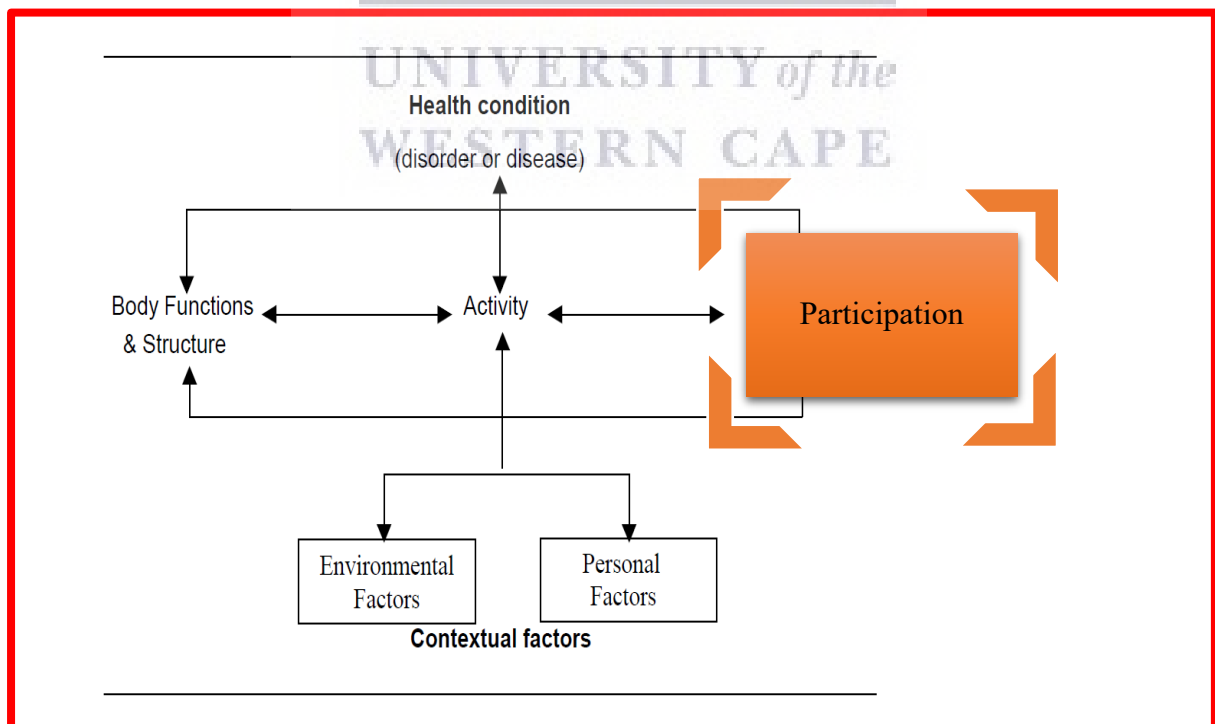 UNIVERSITY of the
WESTERN CAPE
Health condition
(disorder or disease)
Body Functions
& Structure
Activity
Participation
Environmental
Factors
Personal
Factors
Contextual factors